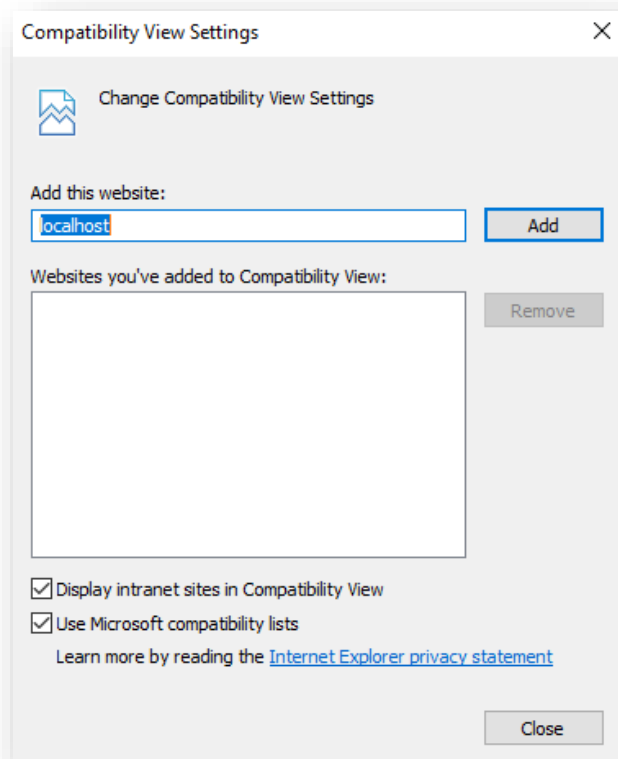 Compatibility View Settings
Change Compatibility View Settings
Add this website:
localhost
Add
Websites you've added to Compatibility View:
Remove
Display intranet sites in Compatibility View
Use Microsoft compatibility lists
Learn more by reading the Internet Explorer privacy statement
Close